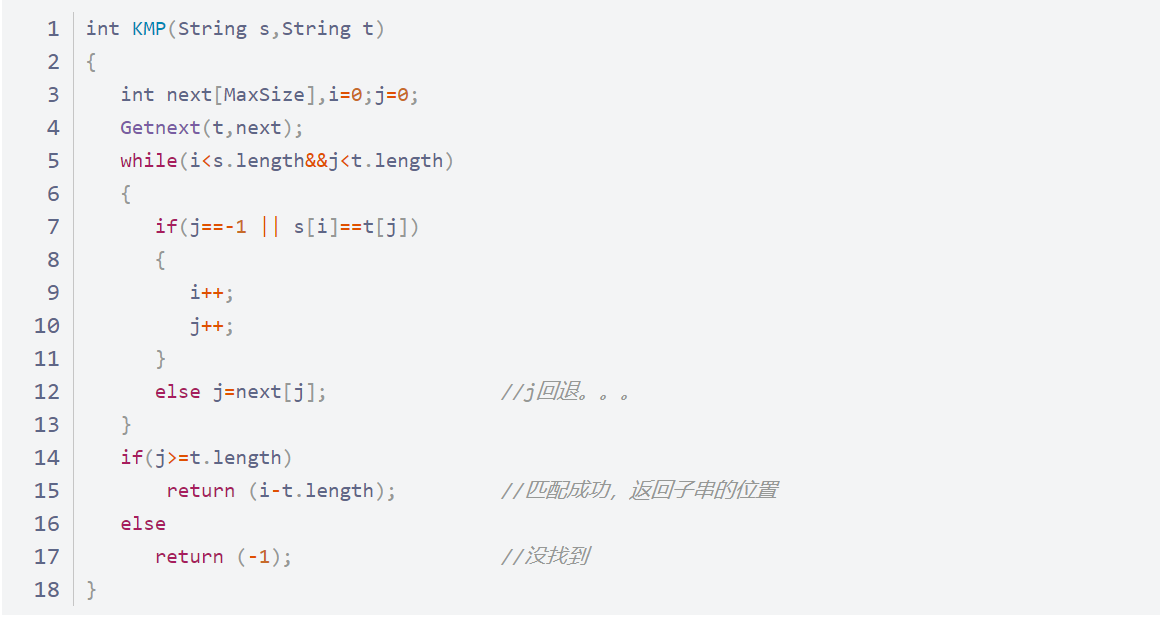 1 int KMP(String s,String t)
2 {
3 int next[MaxSize],i=0;j=0;
4 Getnext(t,next);
5 while(i<s.length&&j<t.length)
6 {
7 if(j==-1 || s[i]==t[j])
8 {
9 i++;
10 j++;
11 }
12 else j=next[j]; //j回退。。。
13 }
14 if(j>=t.length)
15 return (i-t.length); //匹配成功，返回子串的位置
16 else
17 return (-1); //没找到
18 }